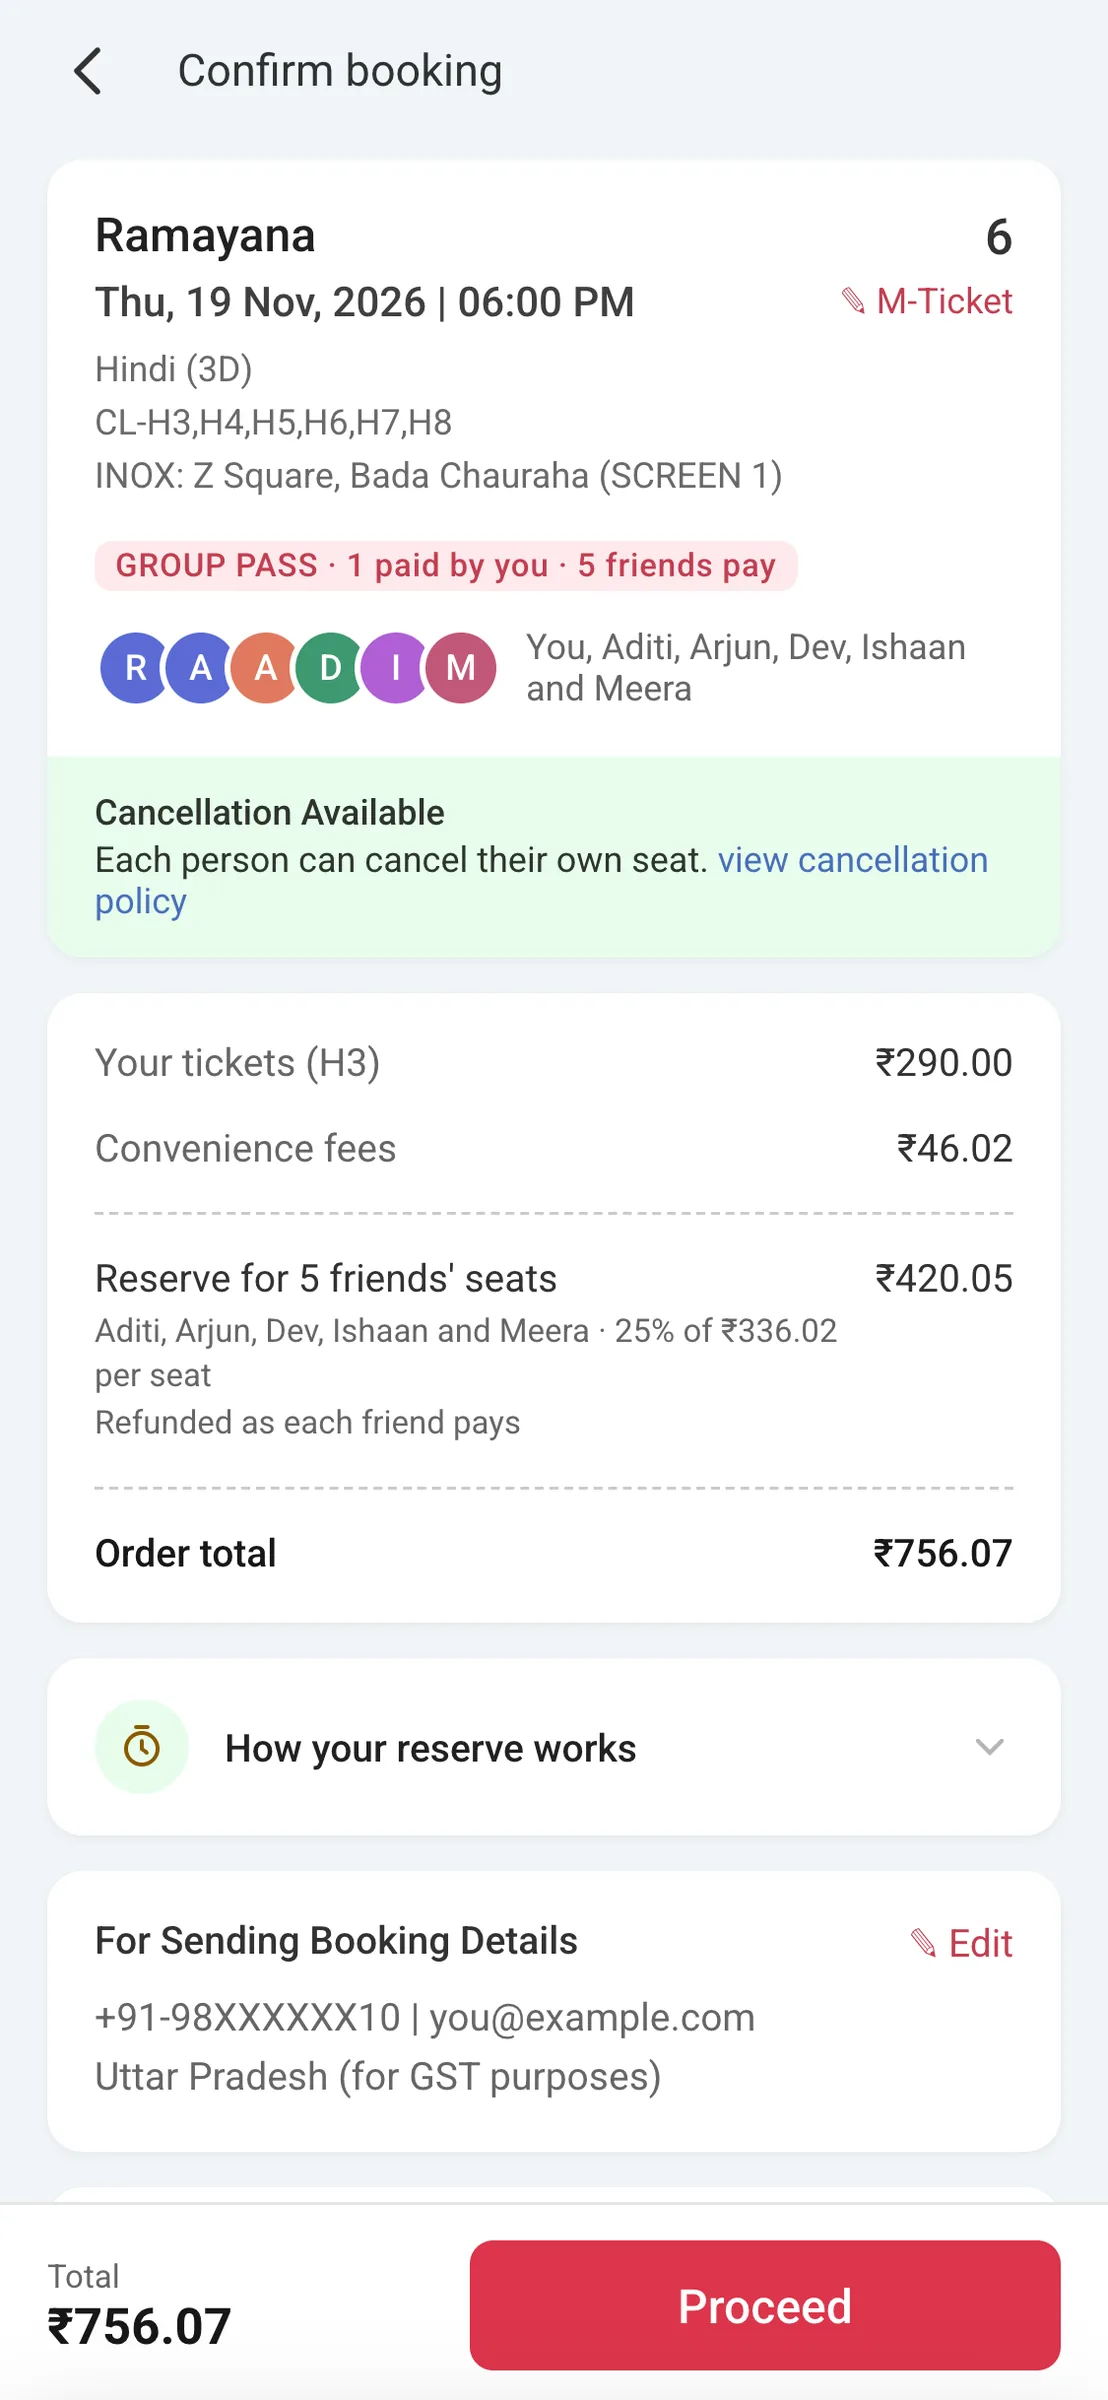 Confirm booking
Ramayana
6
Thu, 19 Nov, 2026 | 06:00 PM
M-Ticket
Hindi (3D)
CL-H3,H4,H5,H6,H7,H8
INOX: Z Square, Bada Chauraha (SCREEN 1)
GROUP PASS · 1 paid by you · 5 friends pay
R A A D I M
You, Aditi, Arjun, Dev, Ishaan
and Meera
Cancellation Available
Each person can cancel their own seat. view cancellation
policy
Your tickets (H3)
₹290.00
Convenience fees
₹46.02
Reserve for 5 friends' seats
₹420.05
Aditi, Arjun, Dev, Ishaan and Meera · 25% of ₹336.02
per seat
Refunded as each friend pays
Order total
₹756.07
How your reserve works
For Sending Booking Details
Edit
+91-98XXXXXX10 | you@example.com
Uttar Pradesh (for GST purposes)
Total
₹756.07
Proceed